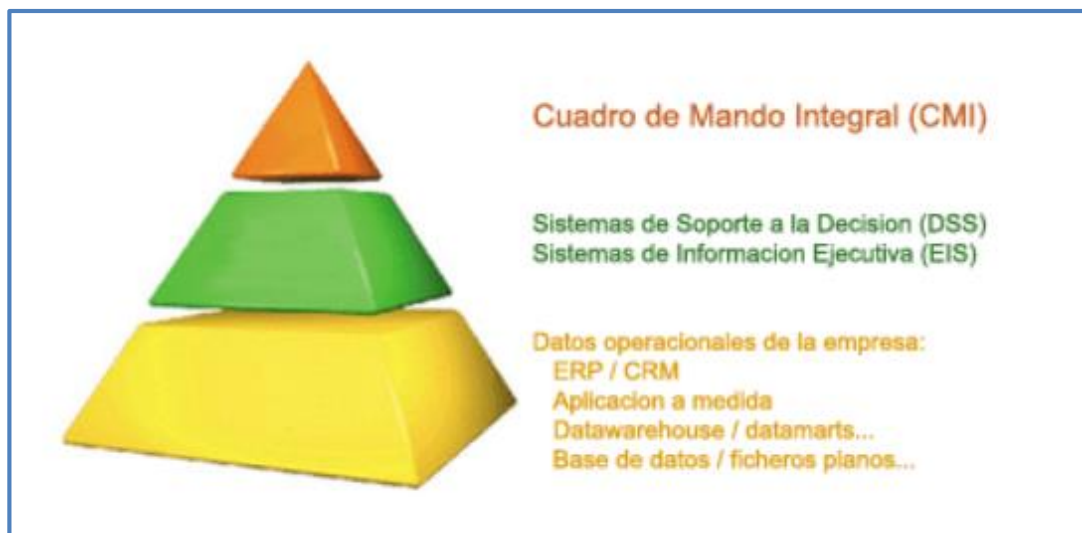 Cuadro de Mando Integral (CMI)
Sistemas de Soporte a la Decision (DSS)
Sistemas de Informacion Ejecutiva (EIS)
Datos operacionales de la empresa:
ERP / CRM
Aplicacion a medida
Datawarehouse / datamarts...
Base de datos / ficheros planos...